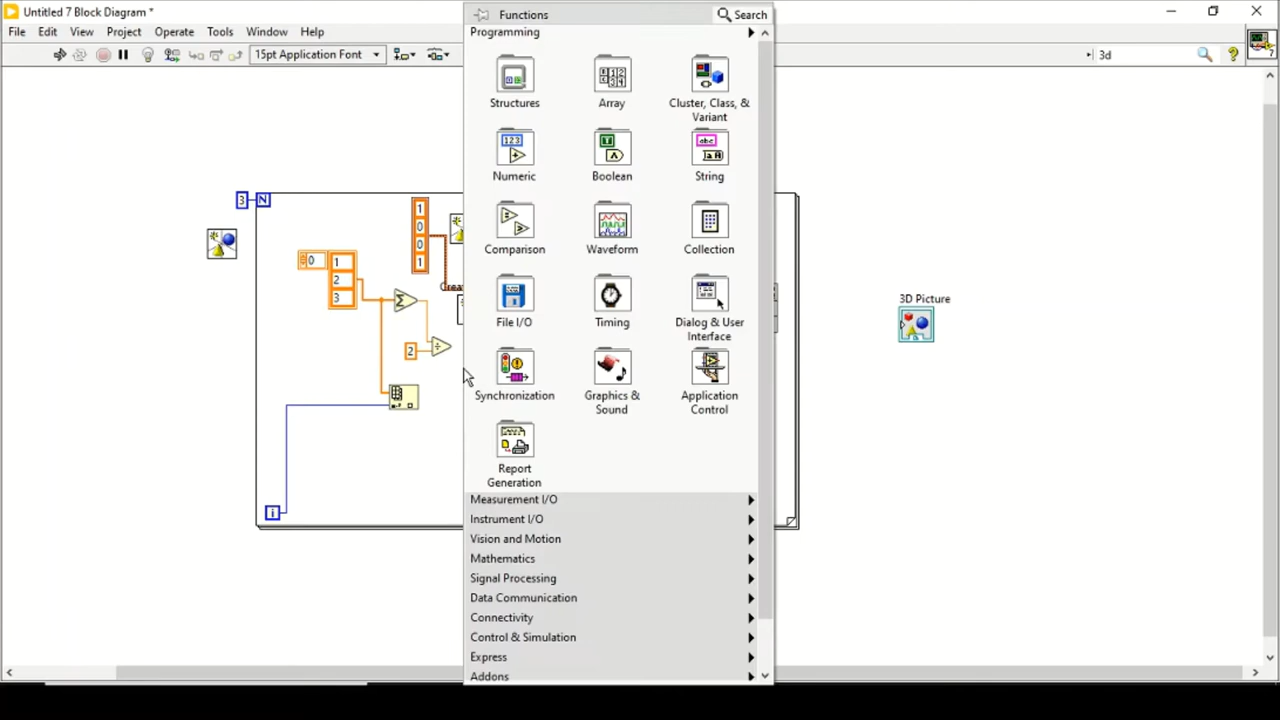 Untitled 7 Block Diagram *
File Edit View Project Operate Tools Window Help
15pt Application Font
3d
?
7
Functions
Search
Programming
Structures
Array
Cluster, Class, &
Variant
Numeric
Boolean
String
Comparison
Waveform
Collection
File I/O
Timing
Dialog & User
Interface
Synchronization
Graphics &
Sound
Application
Control
Report
Generation
Measurement I/O
Instrument I/O
Vision and Motion
Mathematics
Signal Processing
Data Communication
Connectivity
Control & Simulation
Express
Addons
3 N
1
0
0
1
0
1
2
3
Σ
2
÷
i
3D Picture